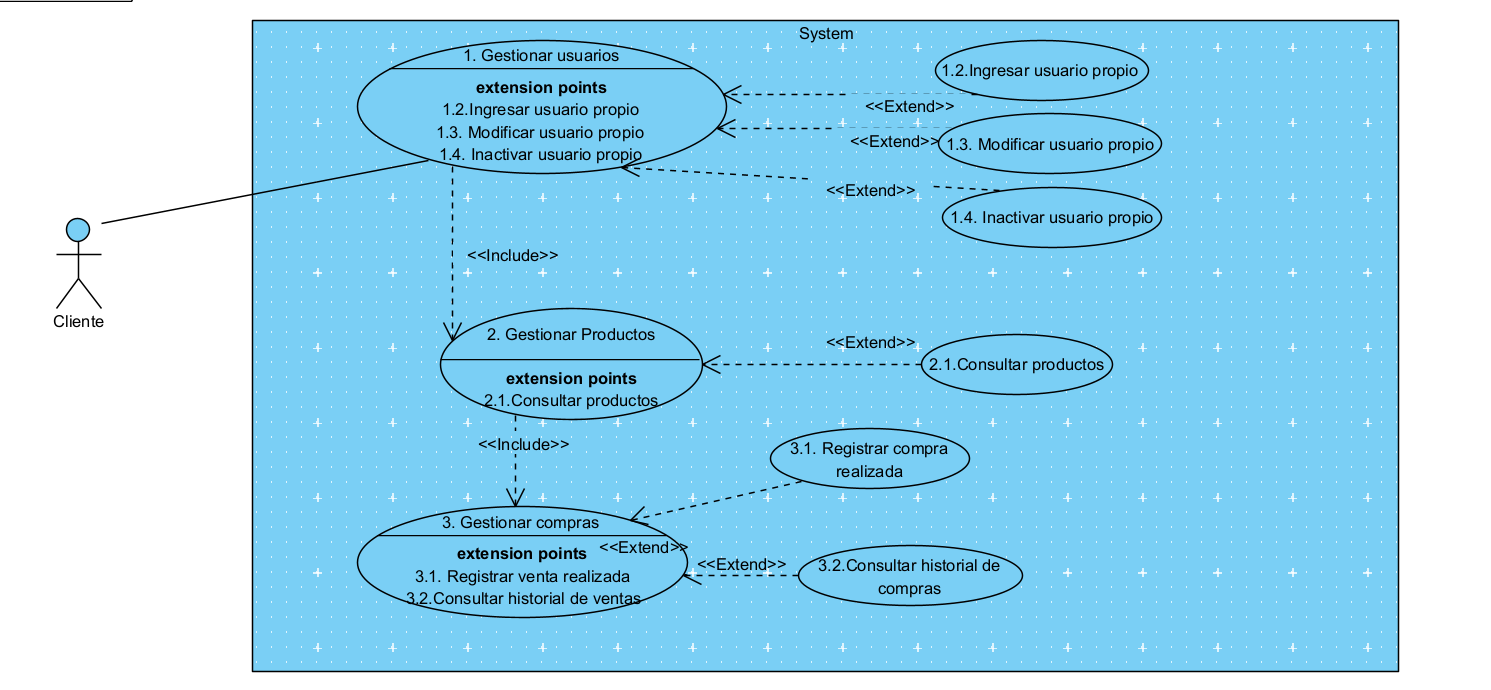 System
1. Gestionar usuarios
extension points
1.2.Ingresar usuario propio
1.3. Modificar usuario propio
1.4. Inactivar usuario propio
1.2.Ingresar usuario propio
<<Extend>>
<<Extend>>
1.3. Modificar usuario propio
<<Extend>>
1.4. Inactivar usuario propio
<<Include>>
Cliente
2. Gestionar Productos
extension points
2.1.Consultar productos
<<Extend>>
2.1.Consultar productos
<<Include>>
3.1. Registrar compra
realizada
3. Gestionar compras
extension points
3.1. Registrar venta realizada
3.2.Consultar historial de ventas
<<Extend>>
<<Extend>>
3.2.Consultar historial de
compras